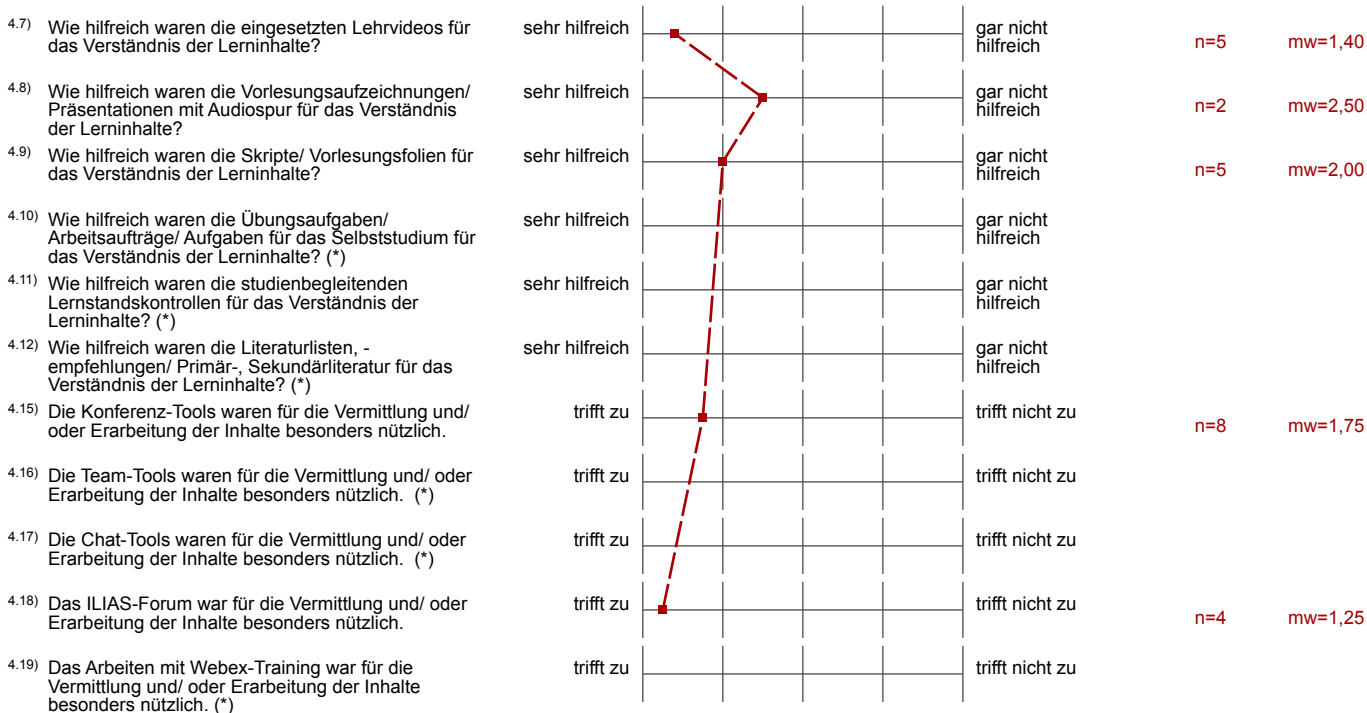 4.7) Wie hilfreich waren die eingesetzten Lehrvideos für
das Verständnis der Lerninhalte?
sehr hilfreich
gar nicht
hilfreich
n=5
mw=1,40
4.8) Wie hilfreich waren die Vorlesungsaufzeichnungen/
Präsentationen mit Audiospur für das Verständnis
der Lerninhalte?
sehr hilfreich
gar nicht
hilfreich
n=2
mw=2,50
4.9) Wie hilfreich waren die Skripte/ Vorlesungsfolien für
das Verständnis der Lerninhalte?
sehr hilfreich
gar nicht
hilfreich
n=5
mw=2,00
4.10) Wie hilfreich waren die Übungsaufgaben/
Arbeitsaufträge/ Aufgaben für das Selbststudium für
das Verständnis der Lerninhalte? (*)
sehr hilfreich
gar nicht
hilfreich
4.11) Wie hilfreich waren die studienbegleitenden
Lernstandskontrollen für das Verständnis der
Lerninhalte? (*)
sehr hilfreich
gar nicht
hilfreich
4.12) Wie hilfreich waren die Literaturlisten, -
empfehlungen/ Primär-, Sekundärliteratur für das
Verständnis der Lerninhalte? (*)
sehr hilfreich
gar nicht
hilfreich
4.15) Die Konferenz-Tools waren für die Vermittlung und/
oder Erarbeitung der Inhalte besonders nützlich.
trifft zu
trifft nicht zu
n=8
mw=1,75
4.16) Die Team-Tools waren für die Vermittlung und/ oder
Erarbeitung der Inhalte besonders nützlich. (*)
trifft zu
trifft nicht zu
4.17) Die Chat-Tools waren für die Vermittlung und/ oder
Erarbeitung der Inhalte besonders nützlich. (*)
trifft zu
trifft nicht zu
4.18) Das ILIAS-Forum war für die Vermittlung und/ oder
Erarbeitung der Inhalte besonders nützlich.
trifft zu
trifft nicht zu
n=4
mw=1,25
4.19) Das Arbeiten mit Webex-Training war für die
Vermittlung und/ oder Erarbeitung der Inhalte
besonders nützlich. (*)
trifft zu
trifft nicht zu